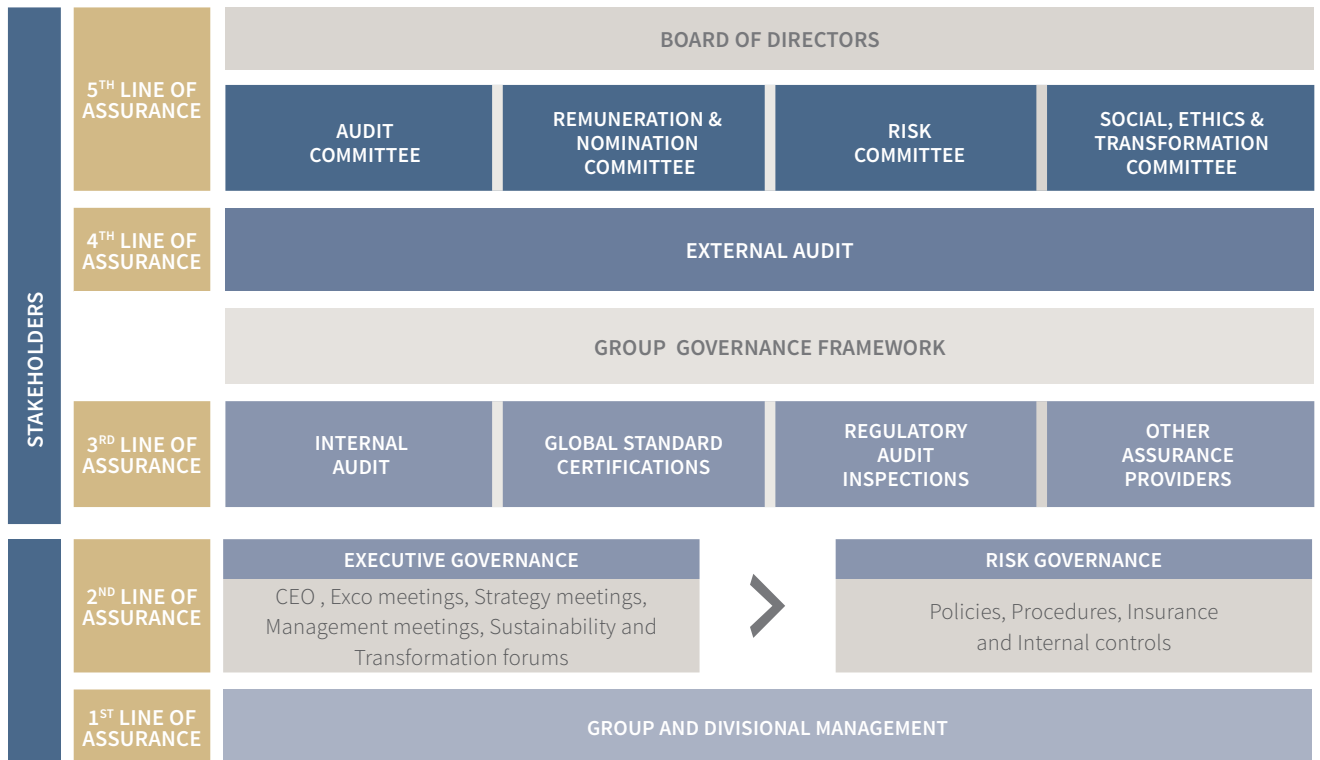 STAKEHOLDERS
5TH LINE OF
ASSURANCE
BOARD OF DIRECTORS
AUDIT
COMMITTEE
REMUNERATION &
NOMINATION
COMMITTEE
RISK
COMMITTEE
SOCIAL, ETHICS &
TRANSFORMATION
COMMITTEE
4TH LINE OF
ASSURANCE
EXTERNAL AUDIT
GROUP  GOVERNANCE FRAMEWORK
3RD LINE OF
ASSURANCE
INTERNAL
AUDIT
GLOBAL STANDARD
CERTIFICATIONS
REGULATORY
AUDIT
INSPECTIONS
OTHER
ASSURANCE
PROVIDERS
2ND LINE OF
ASSURANCE
EXECUTIVE GOVERNANCE
CEO , Exco meetings, Strategy meetings,
Management meetings, Sustainability and
Transformation forums
RISK GOVERNANCE
Policies, Procedures, Insurance
and Internal controls
1ST LINE OF
ASSURANCE
GROUP AND DIVISIONAL MANAGEMENT